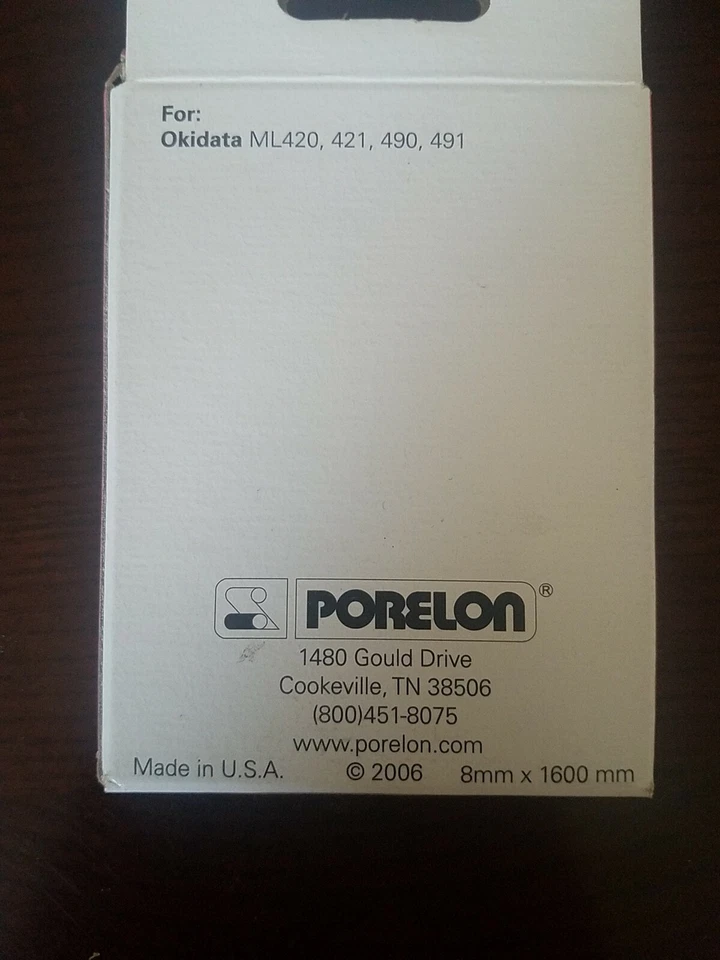 For:
Okidata ML420, 421, 490, 491
PORELON®
1480 Gould Drive
Cookeville, TN 38506
(800)451-8075
www.porelon.com
Made in U.S.A. © 2006 8mm x 1600 mm